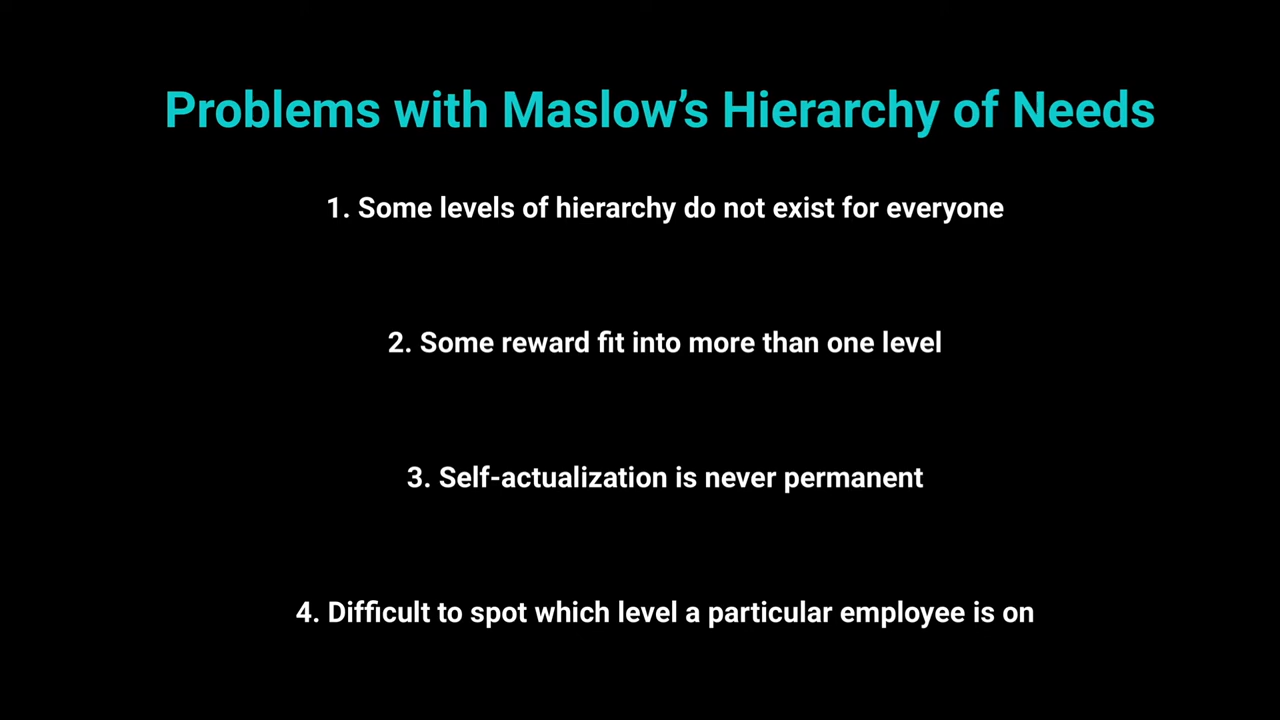 Problems with Maslow’s Hierarchy of Needs
1. Some levels of hierarchy do not exist for everyone
2. Some reward fit into more than one level
3. Self-actualization is never permanent
4. Difficult to spot which level a particular employee is on